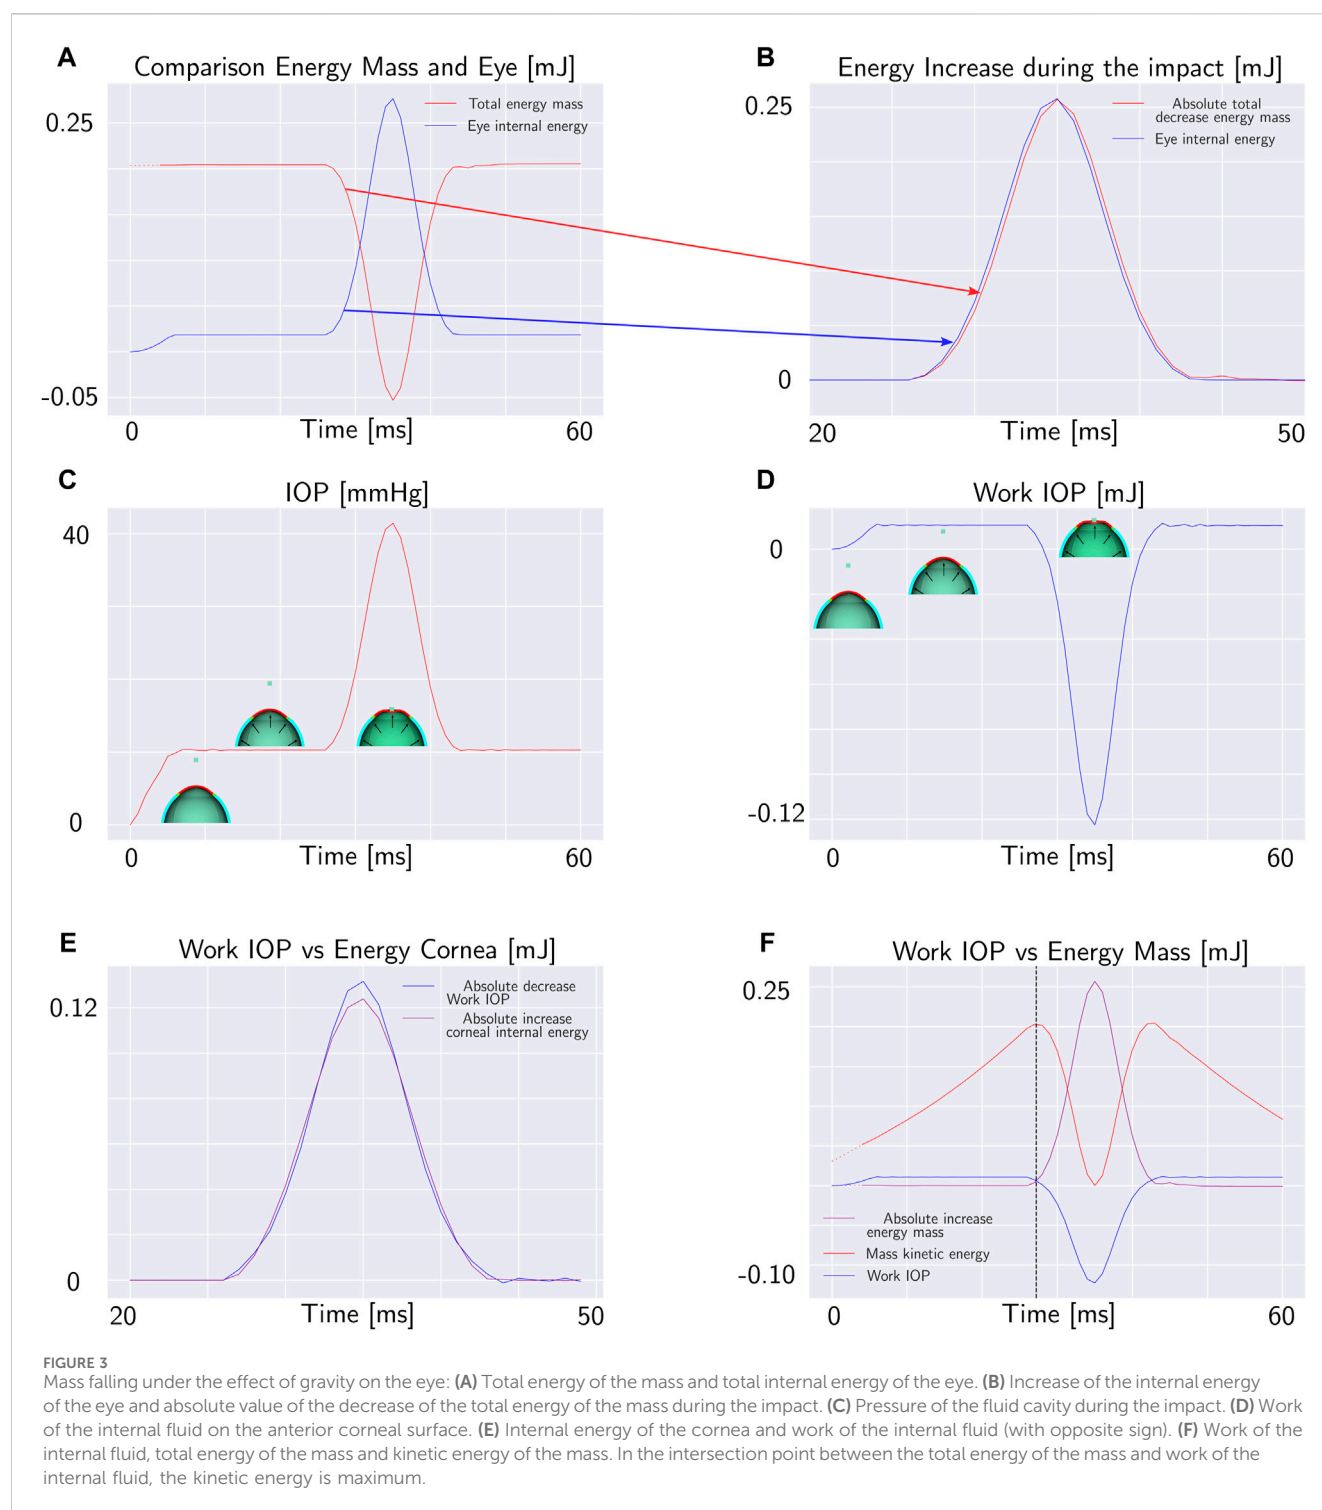 A
Comparison Energy Mass and Eye [mJ]
0.25
Total energy mass
Eye internal energy
-0.05
0
Time [ms]
60
B
Energy Increase during the impact [mJ]
0.25
Absolute total
decrease energy mass
Eye internal energy
0
20
Time [ms]
50
C
IOP [mmHg]
40
0
0
Time [ms]
60
D
Work IOP [mJ]
0
-0.12
0
Time [ms]
60
E
Work IOP vs Energy Cornea [mJ]
0.12
Absolute decrease
Work IOP
Absolute increase
corneal internal energy
0
20
Time [ms]
50
F
Work IOP vs Energy Mass [mJ]
0.25
Absolute increase
energy mass
Mass kinetic energy
Work IOP
-0.10
0
Time [ms]
60
FIGURE 3
Mass falling under the effect of gravity on the eye: (A) Total energy of the mass and total internal energy of the eye. (B) Increase of the internal energy
of the eye and absolute value of the decrease of the total energy of the mass during the impact. (C) Pressure of the fluid cavity during the impact. (D) Work
of the internal fluid on the anterior corneal surface. (E) Internal energy of the cornea and work of the internal fluid (with opposite sign). (F) Work of the
internal fluid, total energy of the mass and kinetic energy of the mass. In the intersection point between the total energy of the mass and work of the
internal fluid, the kinetic energy is maximum.